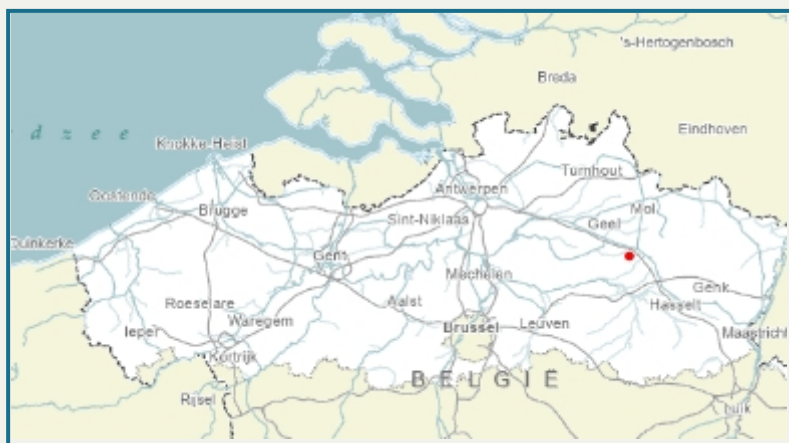 's-Hertogenbosch
Breda
d z e e
Eindhoven
Knokke-Heist
Turnhout
Antwerpen
Oostende
Mol
Brugge
Sint-Niklaas
Geel
Duinkerke
Gent
Mechelen
Genk
Roeselare
Aalst
Hasselt
Ieper
Waregem
Brussel
Leuven
Maastricht
Kortrijk
BELGIË
Rijsel
Luik